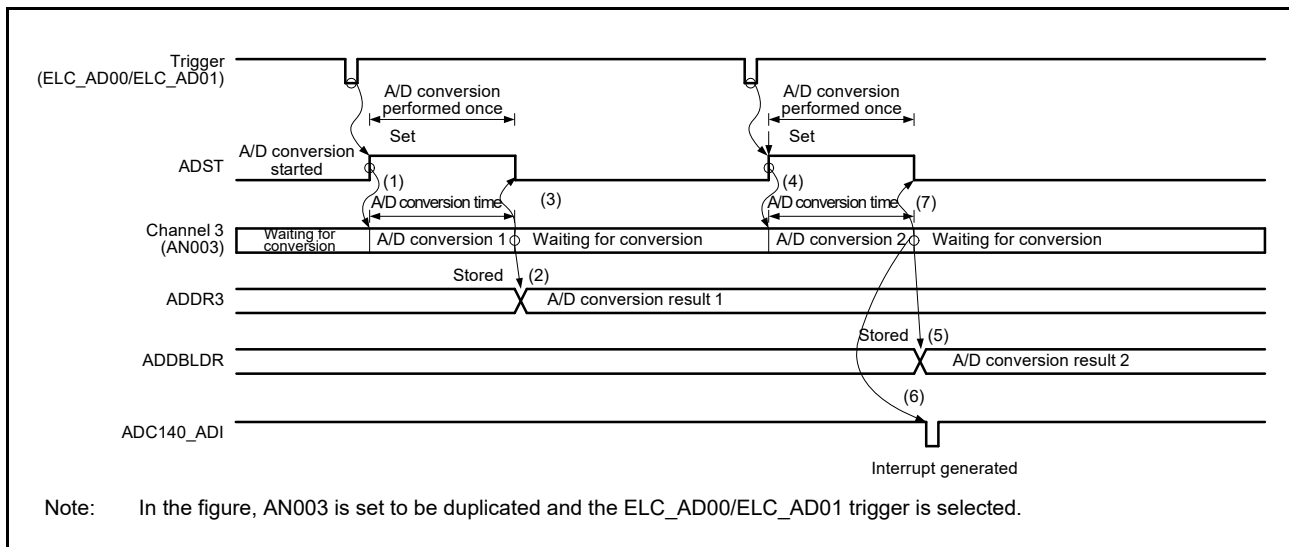 Trigger
(ELC_AD00/ELC_AD01)
A/D conversion
performed once
A/D conversion
performed once
Set
Set
A/D conversion
started
ADST
(1)
(3)
(4)
(7)
A/D conversion time
A/D conversion time
Channel 3
(AN003)
Waiting for
conversion
A/D conversion 1
Waiting for conversion
A/D conversion 2
Waiting for conversion
Stored
(2)
ADDR3
A/D conversion result 1
Stored
(5)
ADDBLDR
A/D conversion result 2
(6)
ADC140_ADI
Interrupt generated
Note: In the figure, AN003 is set to be duplicated and the ELC_AD00/ELC_AD01 trigger is selected.